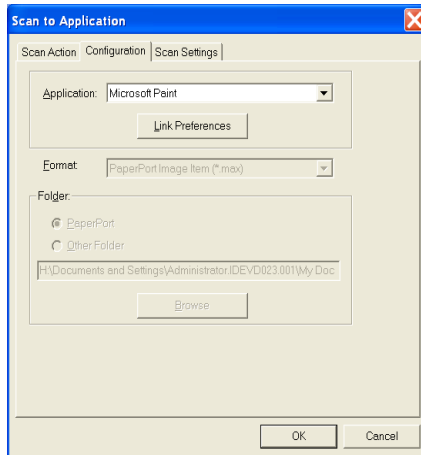 Scan to Application
Scan Action Configuration Scan Settings
Application: Microsoft Paint
Link Preferences
Format PaperPort Image Item (*.max)
Folder:
PaperPort
Other Folder
H:\Documents and Settings\Administrator.IDEVD023.001\My Doc
Browse
OK Cancel